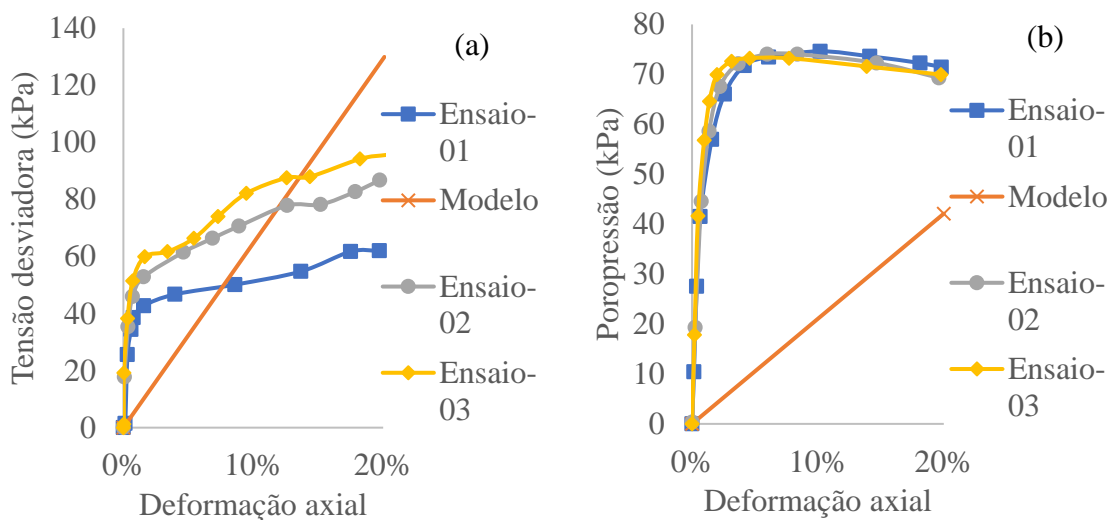 (a)
Tensão desviadora (kPa)
140
120
100
80
60
40
20
0
0%
10%
20%
Deformação axial
Ensaio-
01
Modelo
Ensaio-
02
Ensaio-
03
(b)
Poropressão (kPa)
80
70
60
50
40
30
20
10
0
0%
10%
20%
Deformação axial
Ensaio-
01
Modelo
Ensaio-
02
Ensaio-
03